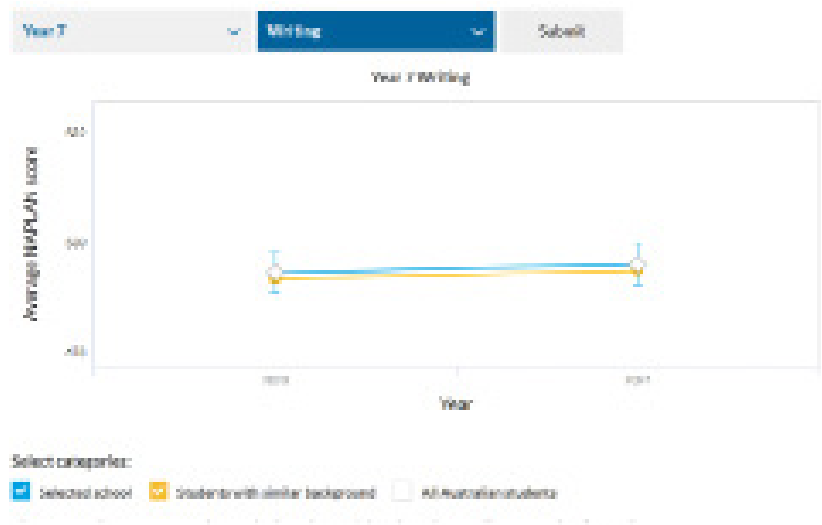 Year 7 Writing Submit
Year 7 Writing
Average NAPLAN score
500
Year
Select categories:
Selected school Students with similar background All Australian students